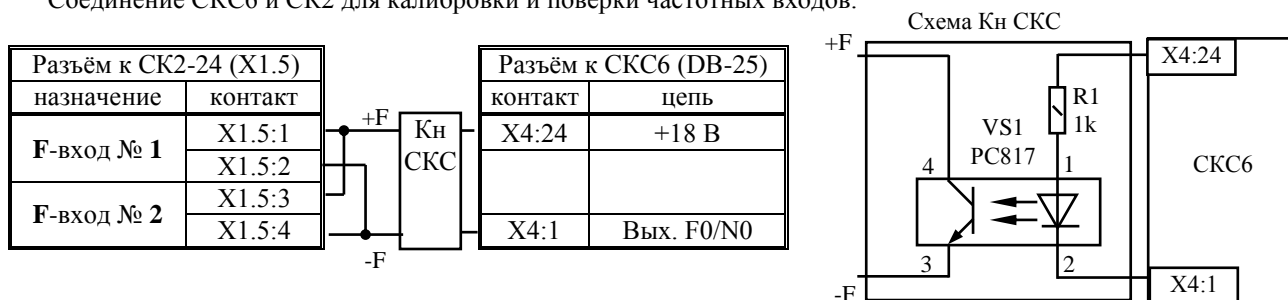 Соединение СКС6 и СК2 для калибровки и поверки частотных входов.
Схема Кн СКС
Разъём к СК2-24 (X1.5)
назначение контакт
F-вход № 1 X1.5:1
X1.5:2
F-вход № 2 X1.5:3
X1.5:4
+F
Кн
СКС
-F
Разъём к СКС6 (DB-25)
контакт цепь
X4:24 +18 В
X4:1 Вых. F0/N0
+F
X4:24
R1
1k
VS1
PC817
4
1
СКС6
3
2
-F
X4:1